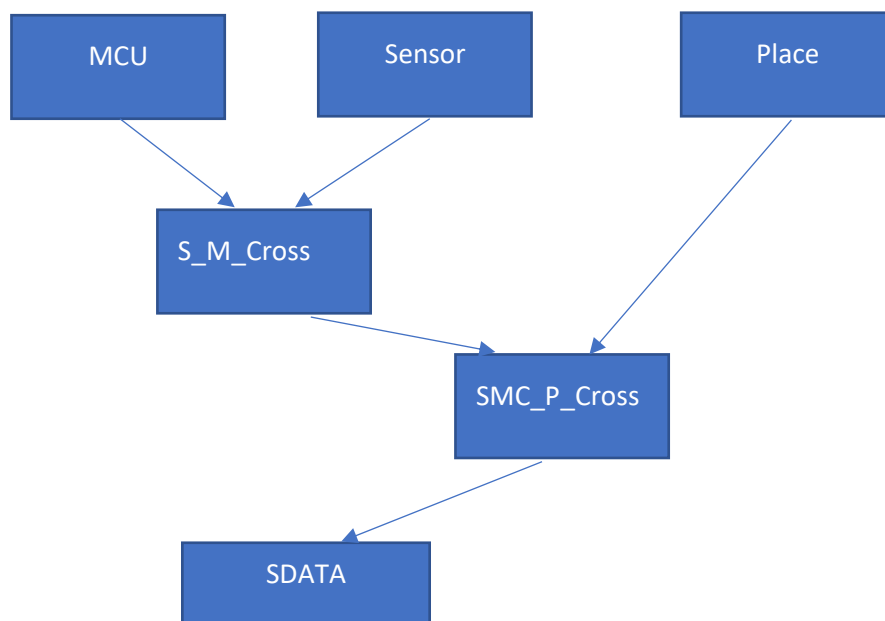 MCU
Sensor
Place
S_M_Cross
SMC_P_Cross
SDATA